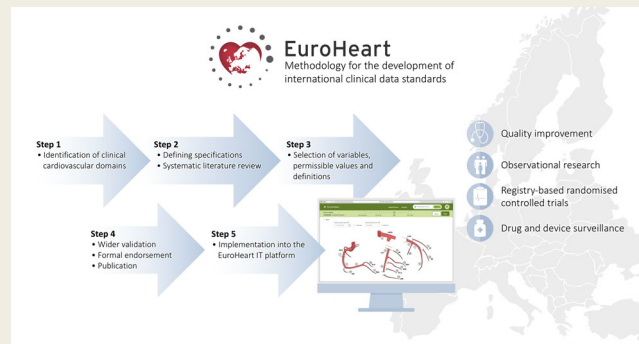 EuroHeart
Methodology for the development of
international clinical data standards
Step 1
• Identification of clinical
cardiovascular domains
Step 2
• Defining specifications
• Systematic literature review
Step 3
• Selection of variables,
permissible values and
definitions
Step 4
• Wider validation
• Formal endorsement
• Publication
Step 5
• Implementation into the
EuroHeart IT platform
Quality improvement
Observational research
Registry-based randomised
controlled trials
Drug and device surveillance